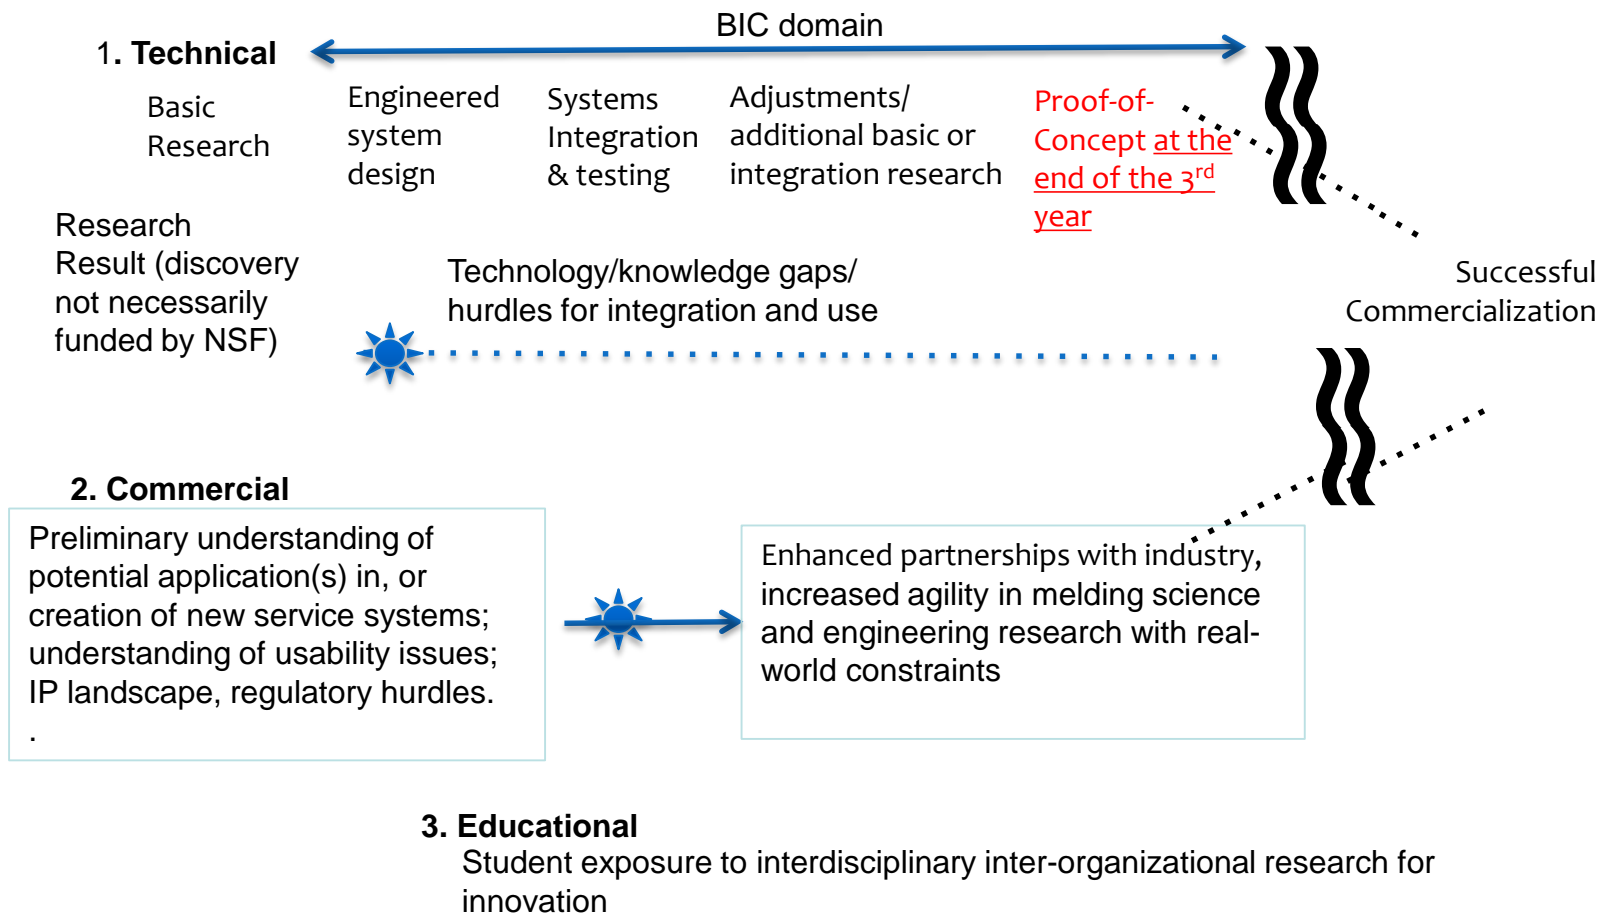 BIC domain
1. Technical
Basic
Research
Engineered
system
design
Systems
Integration
& testing
Adjustments/
additional basic or
integration research
Proof-of-
Concept at the
end of the 3rd
year
Research
Result (discovery
not necessarily
funded by NSF)
Technology/knowledge gaps/
hurdles for integration and use
Successful
Commercialization
2. Commercial
Preliminary understanding of
potential application(s) in, or
creation of new service systems;
understanding of usability issues;
IP landscape, regulatory hurdles.
.
Enhanced partnerships with industry,
increased agility in melding science
and engineering research with real-
world constraints
3. Educational
Student exposure to interdisciplinary inter-organizational research for
innovation